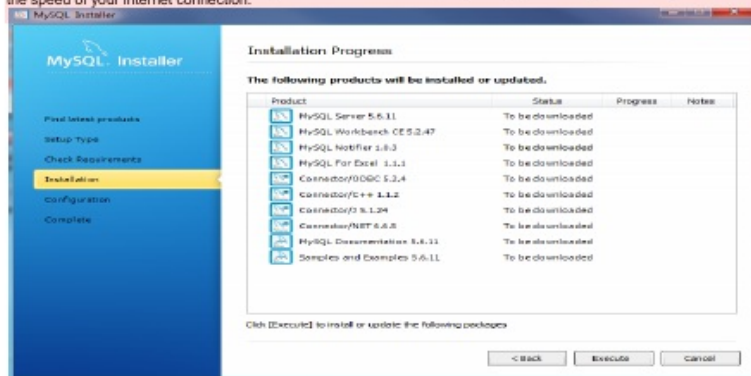 the speed of your internet connection.
MySQL Installer
MySQL. Installer
Installation Progress
The following products will be installed or updated.
Product Status Progress Notes
Find latest products
Setup Type
Check Requirements
Installation
Configuration
Complete
MySQL Server 5.6.11 To be downloaded
MySQL Workbench CE 5.2.47 To be downloaded
MySQL Notifier 1.0.3 To be downloaded
MySQL For Excel 1.1.1 To be downloaded
Connector/ODBC 5.2.4 To be downloaded
Connector/C++ 1.1.2 To be downloaded
Connector/J 5.1.24 To be downloaded
Connector/NET 6.6.5 To be downloaded
MySQL Documentation 5.6.11 To be downloaded
Samples and Examples 5.6.11 To be downloaded
Click [Execute] to install or update the following packages
< Back Execute Cancel